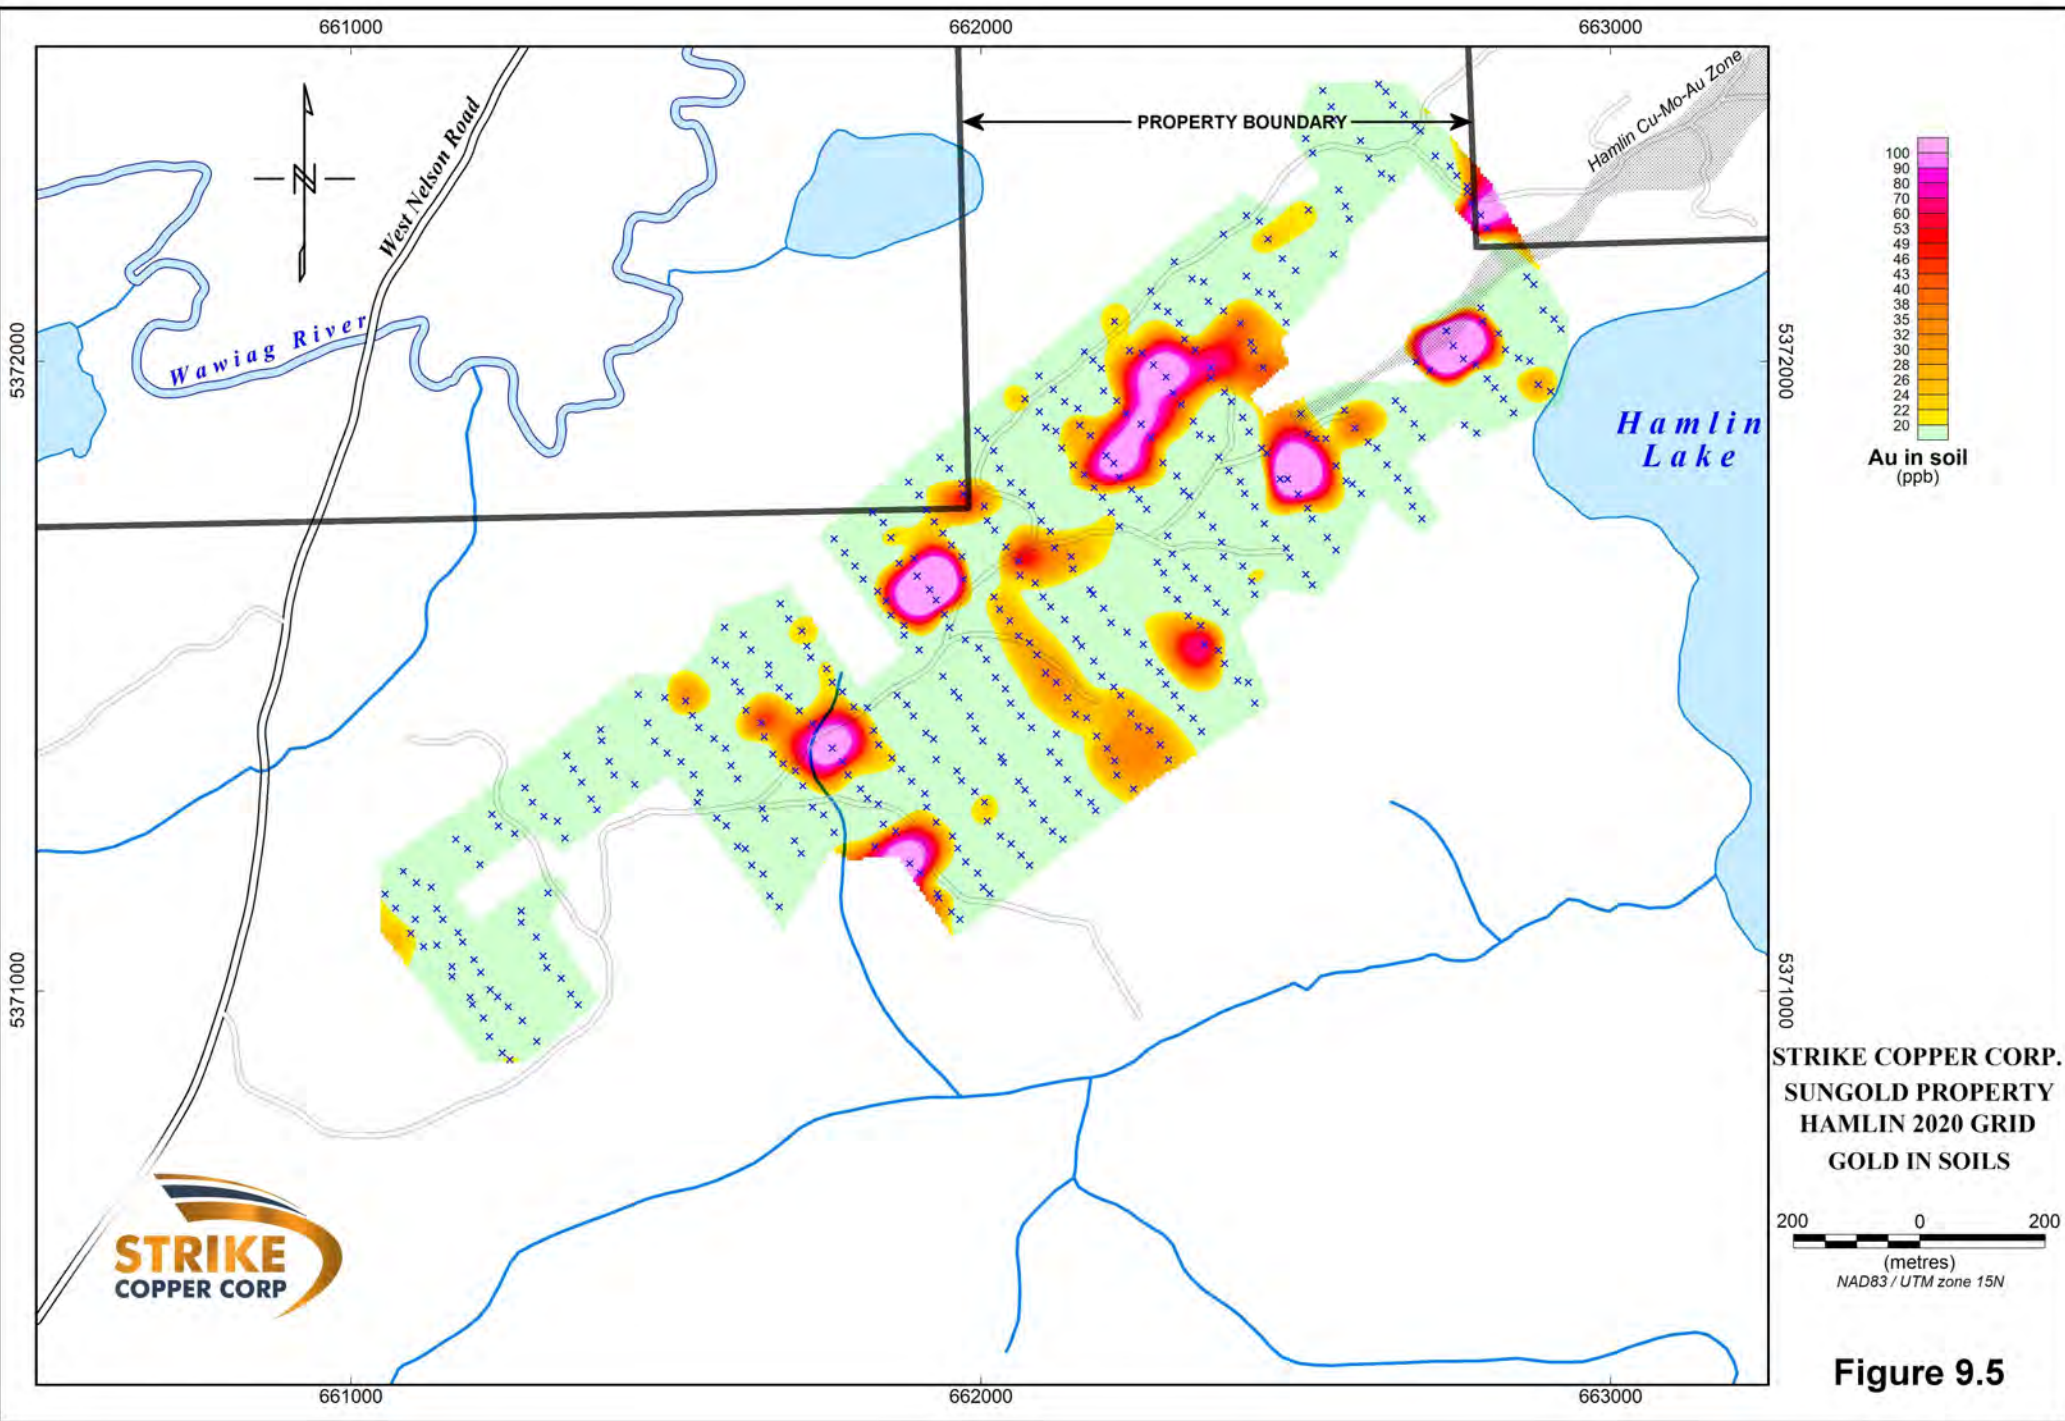 661000
662000
663000
West Nelson Road
PROPERTY BOUNDARY
Hamlin Cu-Mo-Au Zone
N
100
90
80
70
60
53
49
46
43
40
38
35
32
30
28
26
24
22
20
Au in soil
(ppb)
5372000
Wawiag River
5372000
Hamlin
Lake
5371000
5371000
STRIKE COPPER CORP.
SUNGOLD PROPERTY
HAMLIN 2020 GRID
GOLD IN SOILS
200
0
200
(metres)
NAD83 / UTM zone 15N
STRIKE
COPPER CORP
Figure 9.5
661000
662000
663000